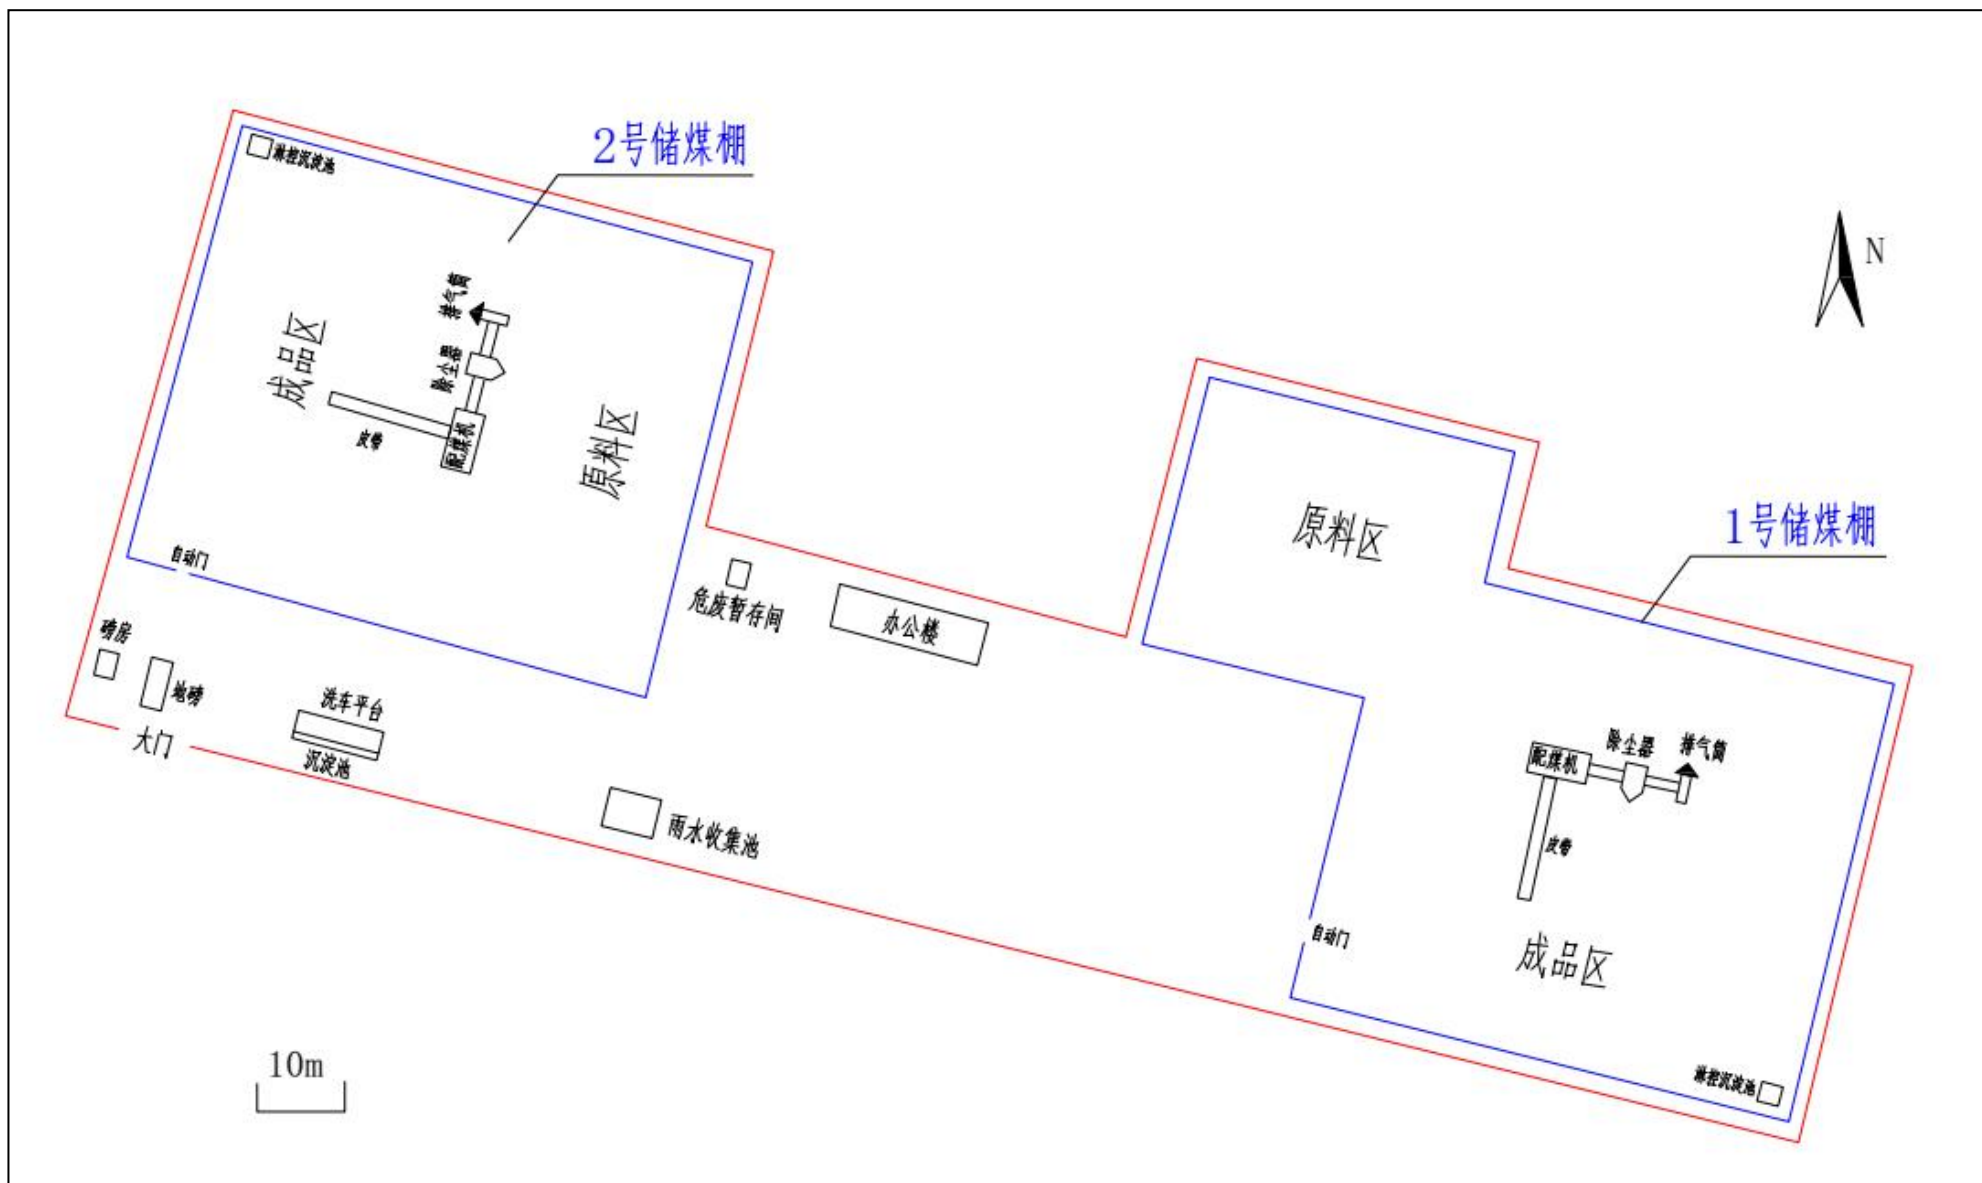 2号储煤棚
淋控沉淀池
N
排气筒
成品区
除尘器
原料区
配煤机
皮带
原料区
1号储煤棚
自动门
危废暂存间
办公楼
磅房
地磅
洗车平台
大门
沉淀池
除尘器
排气筒
配煤机
雨水收集池
皮带
自动门
成品区
10m
淋控沉淀池